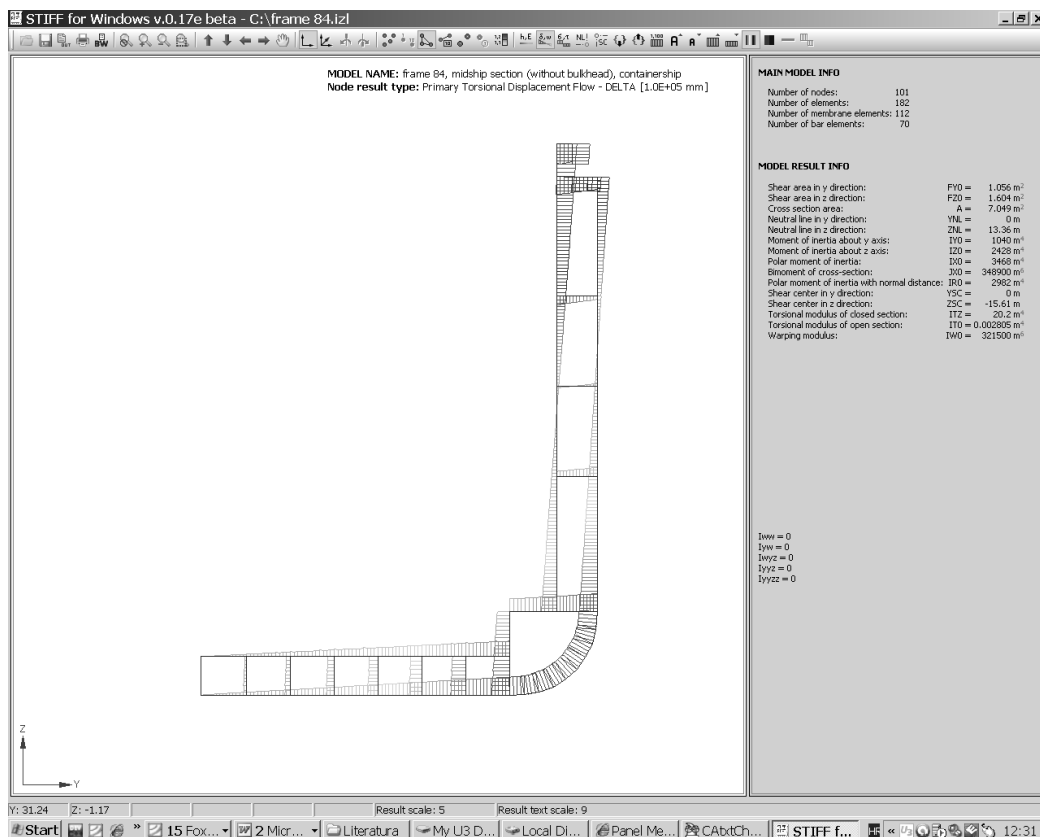 STIFF for Windows v.0.17e beta - C:\frame 84.izl
MODEL NAME: frame 84, midship section (without bulkhead), containership
Node result type: Primary Torsional Displacement Flow - DELTA [1.0E+05 mm]
MAIN MODEL INFO
Number of nodes: 101
Number of elements: 182
Number of membrane elements: 112
Number of bar elements: 70
MODEL RESULT INFO
Shear area in y direction: FY0 = 1.056 m²
Shear area in z direction: FZ0 = 1.604 m²
Cross section area: A = 7.049 m²
Neutral line in y direction: YNL = 0 m
Neutral line in z direction: ZNL = 13.36 m
Moment of inertia about y axis: IY0 = 1040 m⁴
Moment of inertia about z axis: IZ0 = 2428 m⁴
Polar moment of inertia: IX0 = 3468 m⁴
Bimoment of cross-section: JX0 = 348900 m⁶
Polar moment of inertia with normal distance: IR0 = 2982 m⁴
Shear center in y direction: YSC = 0 m
Shear center in z direction: ZSC = -15.61 m
Torsional modulus of closed section: ITZ = 20.2 m⁴
Torsional modulus of open section: IT0 = 0.002805 m⁴
Warping modulus: IW0 = 321500 m⁶
Iww = 0
Iyw = 0
Iwyz = 0
Iyyz = 0
Iyyzz = 0
Z
Y
Y: 31.24 Z: -1.17 Result scale: 5 Result text scale: 9
Start » 15 Fox... 2 Micr... Literatura My U3 D... Local Di... Panel Me... CAtxtCh... STIFF f... HR « 12:31